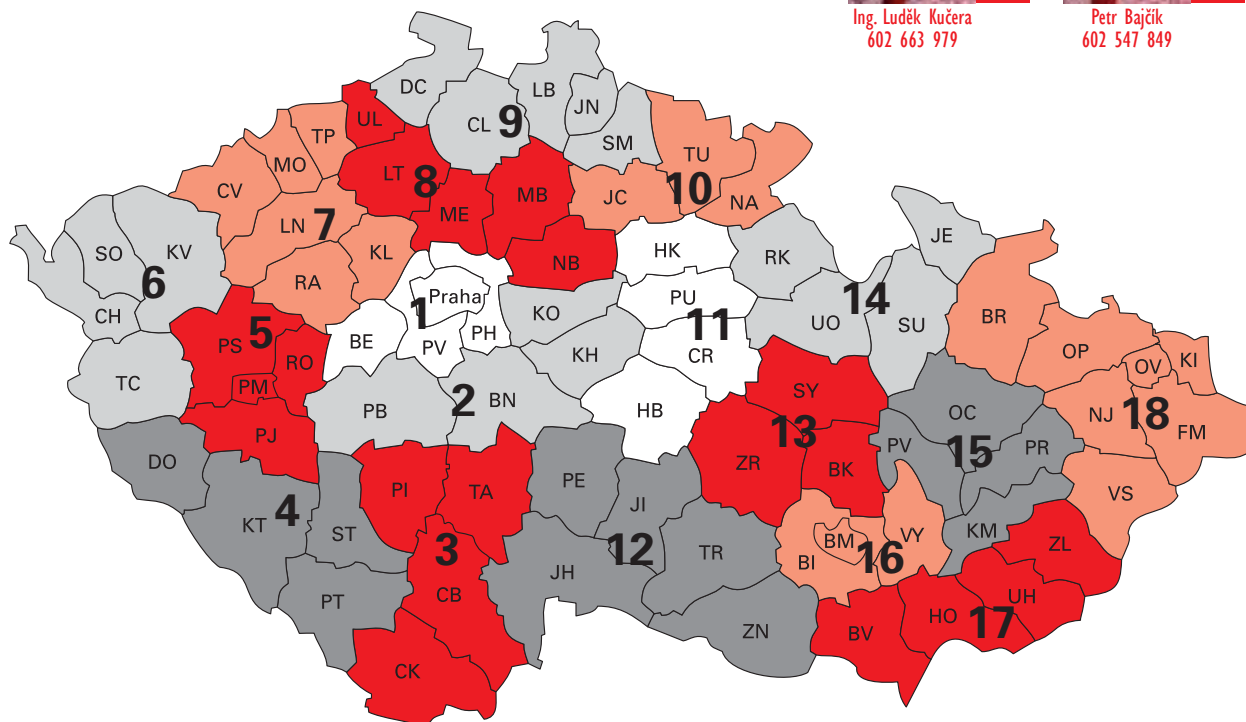 Ing. Luděk Kučera
602 663 979
Petr Bajčík
602 547 849
DC
LB
JN
UL
CL
9
SM
TP
MO
TU
CV
LT
8
MB
10
JC
NA
ME
LN
7
SO
KV
KL
HK
RK
JE
6
RA
NB
CH
1
Praha
PU
14
BR
5
KO
11
UO
SU
PS
RO
BE
PV
PH
KH
CR
OP
OV
KI
TC
PM
PB
2
BN
HB
SY
OC
NJ
18
FM
PJ
13
PV
15
PR
DO
ZR
BK
PI
TA
PE
JI
VS
KT
4
ST
3
12
TR
BI
BM
16
VY
KM
ZL
PT
CB
JH
UH
HO
17
ZN
BV
CK